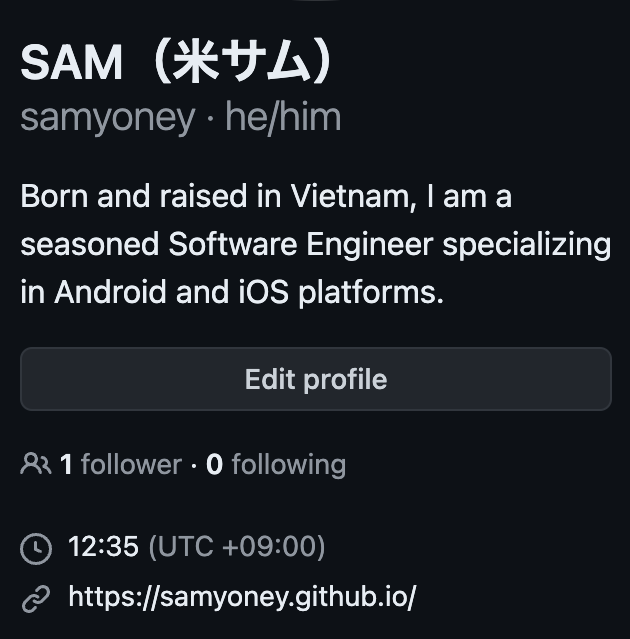 SAM（米サム）
samyoney · he/him
Born and raised in Vietnam, I am a
seasoned Software Engineer specializing
in Android and iOS platforms.
Edit profile
1 follower · 0 following
12:35 (UTC +09:00)
https://samyoney.github.io/